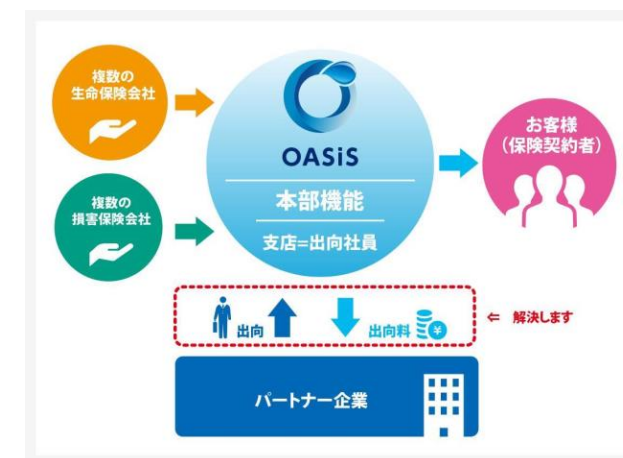 複数の
生命保険会社
複数の
損害保険会社
OASiS
本部機能
支店=出向社員
お客様
(保険契約者)
出向
出向料
¥
⇐ 解決します
パートナー企業